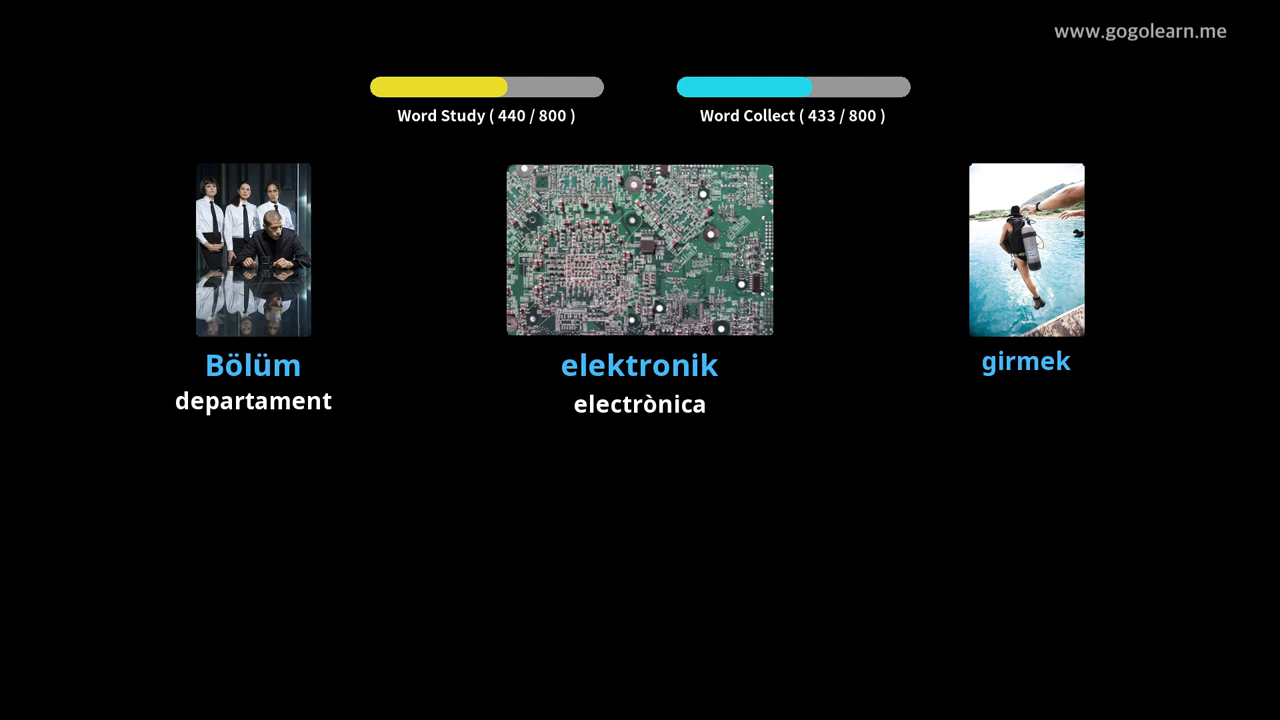 www.gogolearn.me
Word Study ( 440 / 800 )
Word Collect ( 433 / 800 )
Bölüm
departament
elektronik
electrònica
girmek